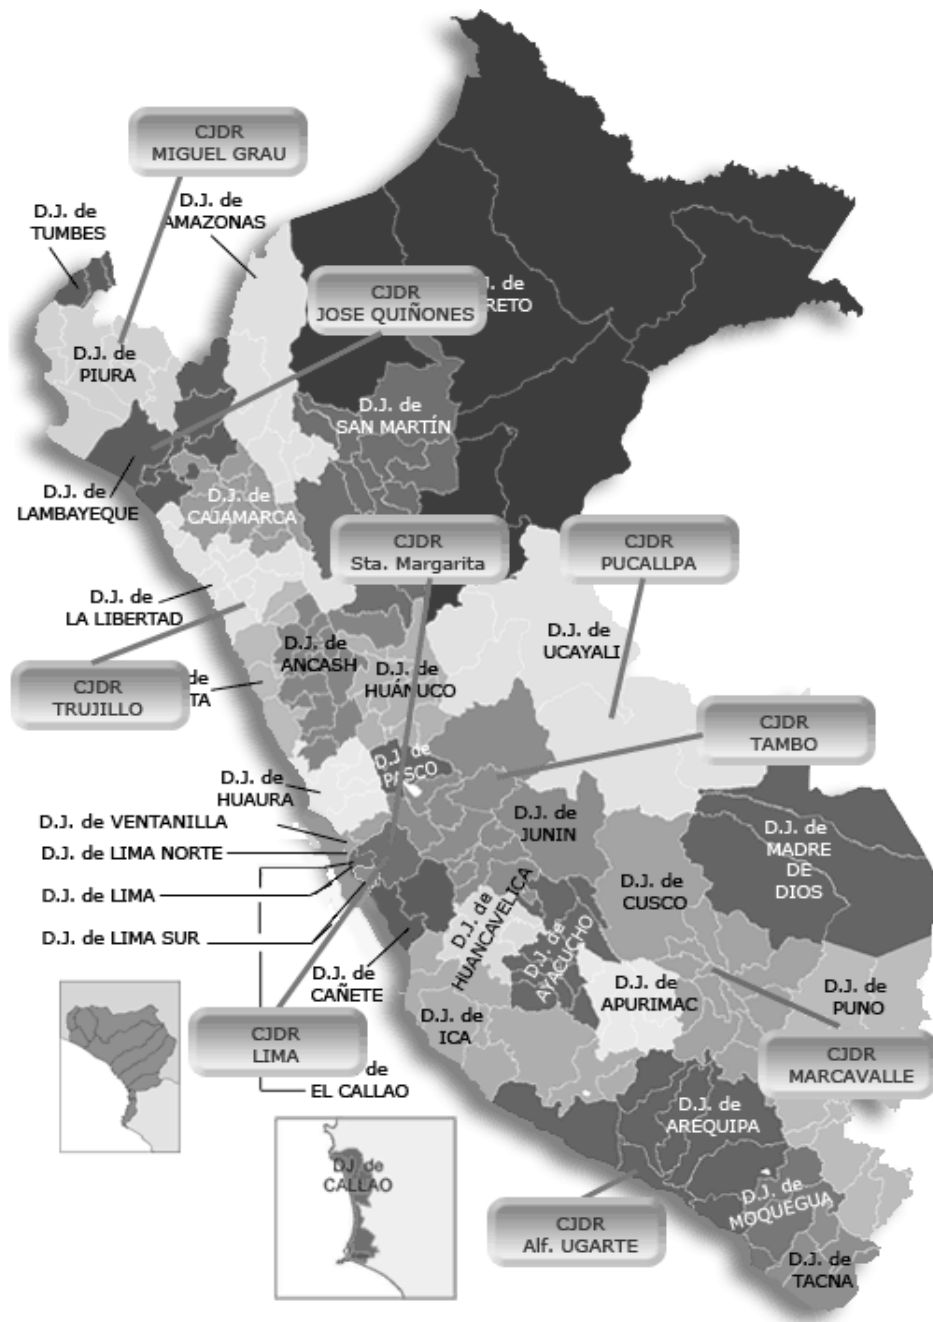 CJDR
MIGUEL GRAU
D.J. de
TUMBES
D.J. de
AMAZONAS
CJDR
JOSE QUIÑONES
J. de
RETO
D.J. de
PIURA
D.J. de
SAN MARTÍN
D.J. de
LAMBAYEQUE
D.J. de
CAJAMARCA
CJDR
Sta. Margarita
CJDR
PUCALLPA
D.J. de
LA LIBERTAD
D.J. de
UCAYALI
D.J. de
ANCASH
D.J. de
HUÁNUCO
CJDR
TRUJILLO
de
TA
CJDR
TAMBO
D.J. de
PASCO
D.J. de
HUAURA
D.J. de VENTANILLA
D.J. de LIMA NORTE
D.J. de LIMA
D.J. de LIMA SUR
D.J. de
JUNIN
D.J. de
MADRE
DE
DIOS
D.J. de
CUSCO
D.J. de
HUANCAVELICA
D.J. de
AYACUCHO
D.J. de
CAÑETE
D.J. de
APURIMAC
D.J. de
PUNO
D.J. de
ICA
CJDR
LIMA
CJDR
MARCAVALLE
de
EL CALLAO
D.J. de
AREQUIPA
DJ. de
CALLAO
D.J. de
MOQUEGUA
CJDR
Alf. UGARTE
D.J. de
TACNA